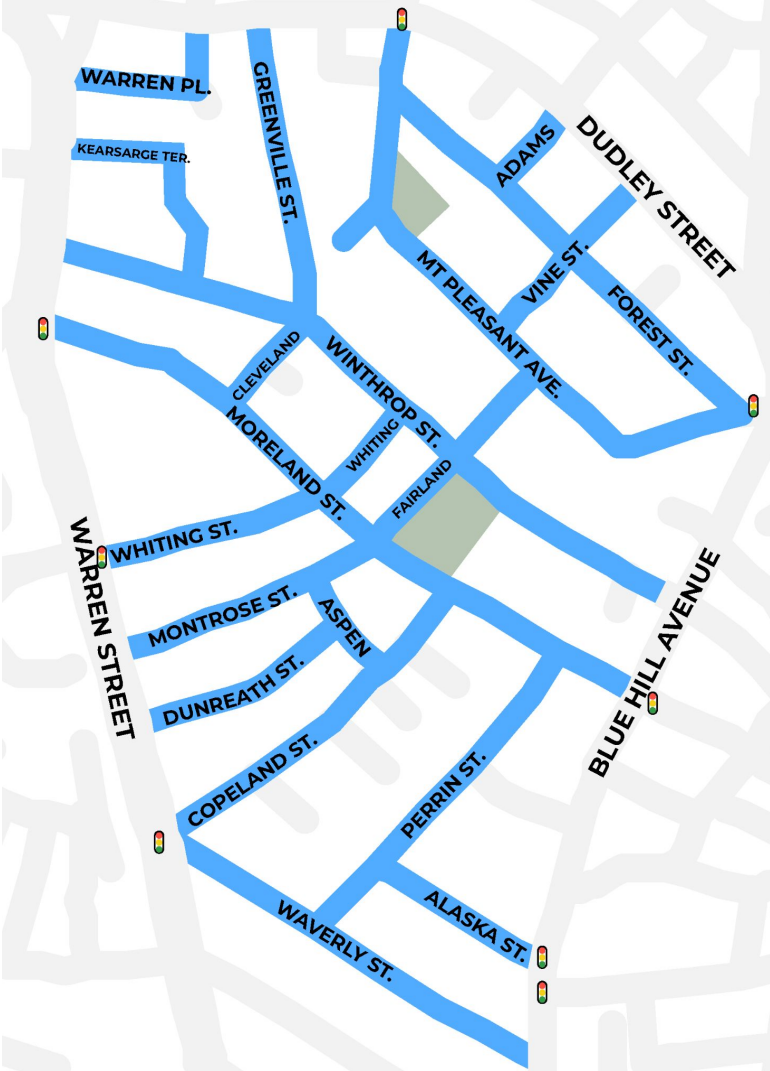 WARREN PL.
GREENVILLE ST.
KEARSARGE TER.
ADAMS
DUDLEY STREET
VINE ST.
MT PLEASANT AVE.
FOREST ST.
CLEVELAND
WINTHROP ST.
MORELAND ST.
WHITING
FAIRLAND
WHITING ST.
WARREN STREET
MONTROSE ST.
ASPEN
DUNREATH ST.
BLUE HILL AVENUE
COPELAND ST.
PERRIN ST.
ALASKA ST.
WAVERLY ST.